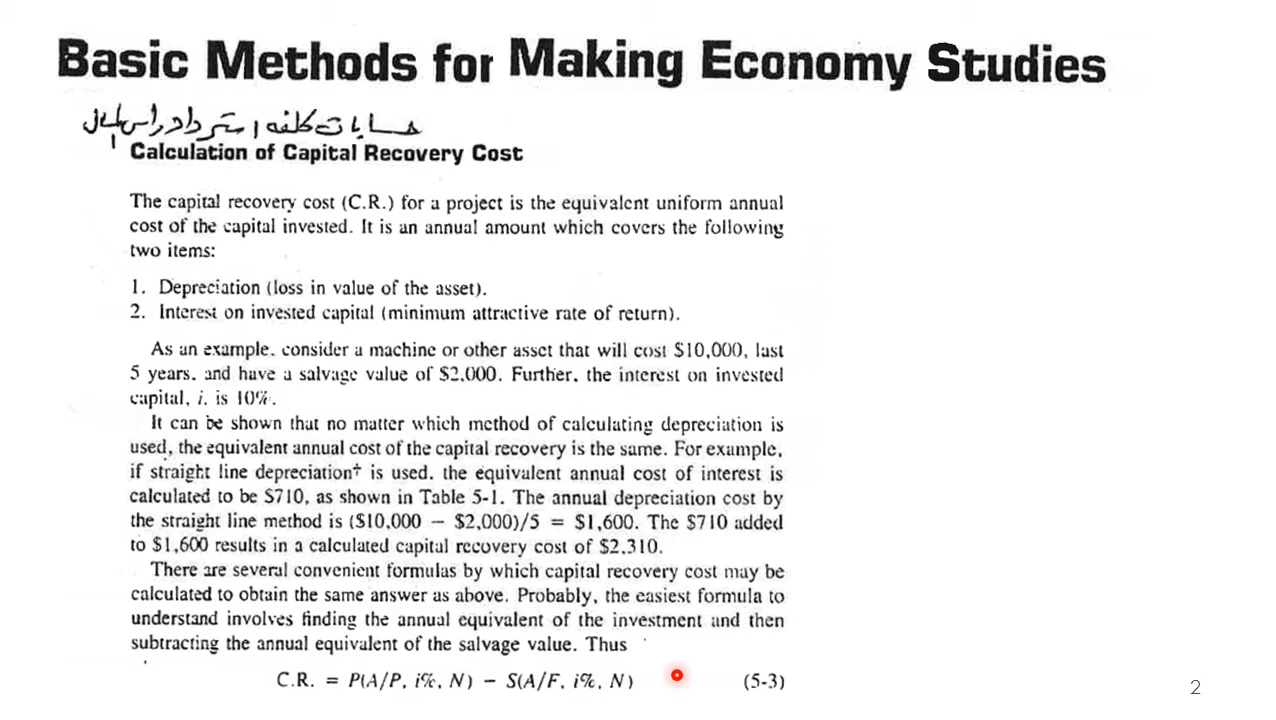 Basic Methods for Making Economy Studies
حسابات كلفة استرداد راس المال
Calculation of Capital Recovery Cost
The capital recovery cost (C.R.) for a project is the equivalent uniform annual
cost of the capital invested. It is an annual amount which covers the following
two items:
1. Depreciation (loss in value of the asset).
2. Interest on invested capital (minimum attractive rate of return).
As an example, consider a machine or other asset that will cost $10,000, last
5 years, and have a salvage value of $2,000. Further, the interest on invested
capital, i, is 10%.
It can be shown that no matter which method of calculating depreciation is
used, the equivalent annual cost of the capital recovery is the same. For example,
if straight line depreciation† is used, the equivalent annual cost of interest is
calculated to be $710, as shown in Table 5-1. The annual depreciation cost by
the straight line method is ($10,000 − $2,000)/5 = $1,600. The $710 added
to $1,600 results in a calculated capital recovery cost of $2,310.
There are several convenient formulas by which capital recovery cost may be
calculated to obtain the same answer as above. Probably, the easiest formula to
understand involves finding the annual equivalent of the investment and then
subtracting the annual equivalent of the salvage value. Thus
C.R. = P(A/P, i%, N) − S(A/F, i%, N) (5-3)
2